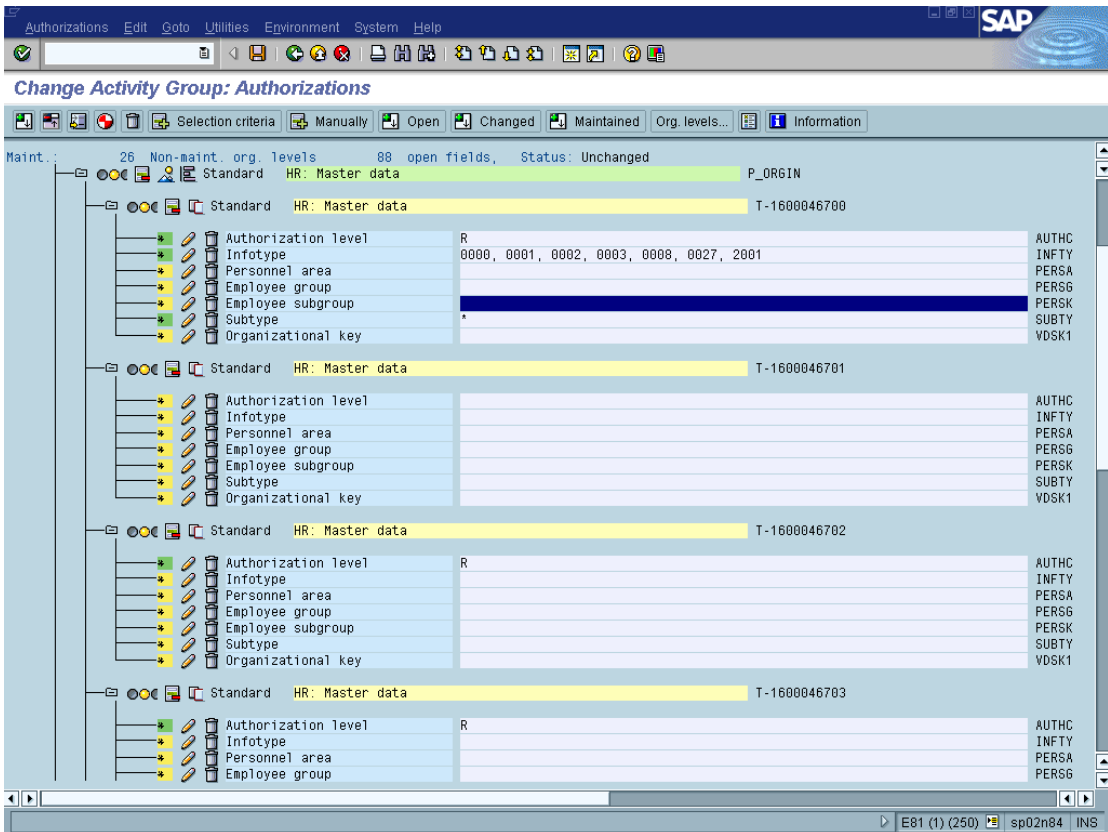 Authorizations Edit Goto Utilities Environment System Help
SAP
Change Activity Group: Authorizations
Selection criteria Manually Open Changed Maintained Org. levels... Information
Maint.: 26 Non-maint. org. levels 88 open fields, Status: Unchanged
Standard HR: Master data P_ORGIN
Standard HR: Master data T-1600046700
* Authorization level R AUTHC
* Infotype 0000, 0001, 0002, 0003, 0008, 0027, 2001 INFTY
* Personnel area PERSA
* Employee group PERSG
* Employee subgroup PERSK
* Subtype * SUBTY
* Organizational key VDSK1
Standard HR: Master data T-1600046701
* Authorization level AUTHC
* Infotype INFTY
* Personnel area PERSA
* Employee group PERSG
* Employee subgroup PERSK
* Subtype SUBTY
* Organizational key VDSK1
Standard HR: Master data T-1600046702
* Authorization level R AUTHC
* Infotype INFTY
* Personnel area PERSA
* Employee group PERSG
* Employee subgroup PERSK
* Subtype SUBTY
* Organizational key VDSK1
Standard HR: Master data T-1600046703
* Authorization level R AUTHC
* Infotype INFTY
* Personnel area PERSA
* Employee group PERSG
E81 (1) (250) sp02n84 INS